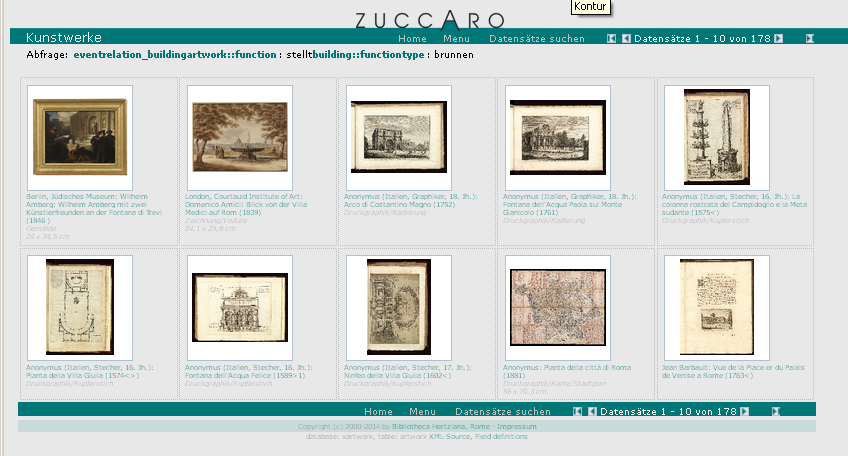 Kontur
ZUCCARO
Kunstwerke
Home Menu Datensätze suchen Datensätze 1 - 10 von 178
Abfrage: eventrelation_buildingartwork::function : stelltbuilding::functiontype : brunnen
Berlin, Jüdisches Museum: Wilhelm
Amberg: Wilhelm Amberg mit zwei
Künstlerfreunden an der Fontana di Trevi
(1846 )
Gemälde
24 x 34,5 cm
London, Courtauld Institute of Art:
Domenico Amici: Blick von der Villa
Medici auf Rom (1839)
Zeichnung/Vedute
24,1 x 29,8 cm
Anonymus (Italien, Graphiker, 18. Jh.):
Arco di Costantino Magno (1752)
Druckgraphik/Radierung
Anonymus (Italien, Graphiker, 18. Jh.):
Fontana dell'Acqua Paola sul Monte
Gianicolo (1761)
Druckgraphik/Radierung
Anonymus (Italien, Stecher, 16. Jh.): La
colonna rostrata del Campidoglio e la Meta
sudante (1575<)
Druckgraphik/Kupferstich
Anonymus (Italien, Stecher, 16. Jh.):
Pianta della Villa Giulia (1574<>)
Druckgraphik/Kupferstich
Anonymus (Italien, Stecher, 16. Jh.):
Fontana dell'Acqua Felice (1589>1)
Druckgraphik/Kupferstich
Anonymus (Italien, Stecher, 17. Jh.):
Ninfeo della Villa Giulia (1602<)
Druckgraphik/Kupferstich
Anonymus: Pianta della città di Roma
(1881)
Druckgraphik/Karte/Stadtplan
56 x 70,3 cm
Jean Barbault: Vue de la Place er du Palais
de Venise a Rome (1763<)
Home Menu Datensätze suchen Datensätze 1 - 10 von 178
Copyright (c) 2000-2014 by Bibliotheca Hertziana, Rome - Impressum
database: xartwork, table: artwork XML-Source, Field definitions